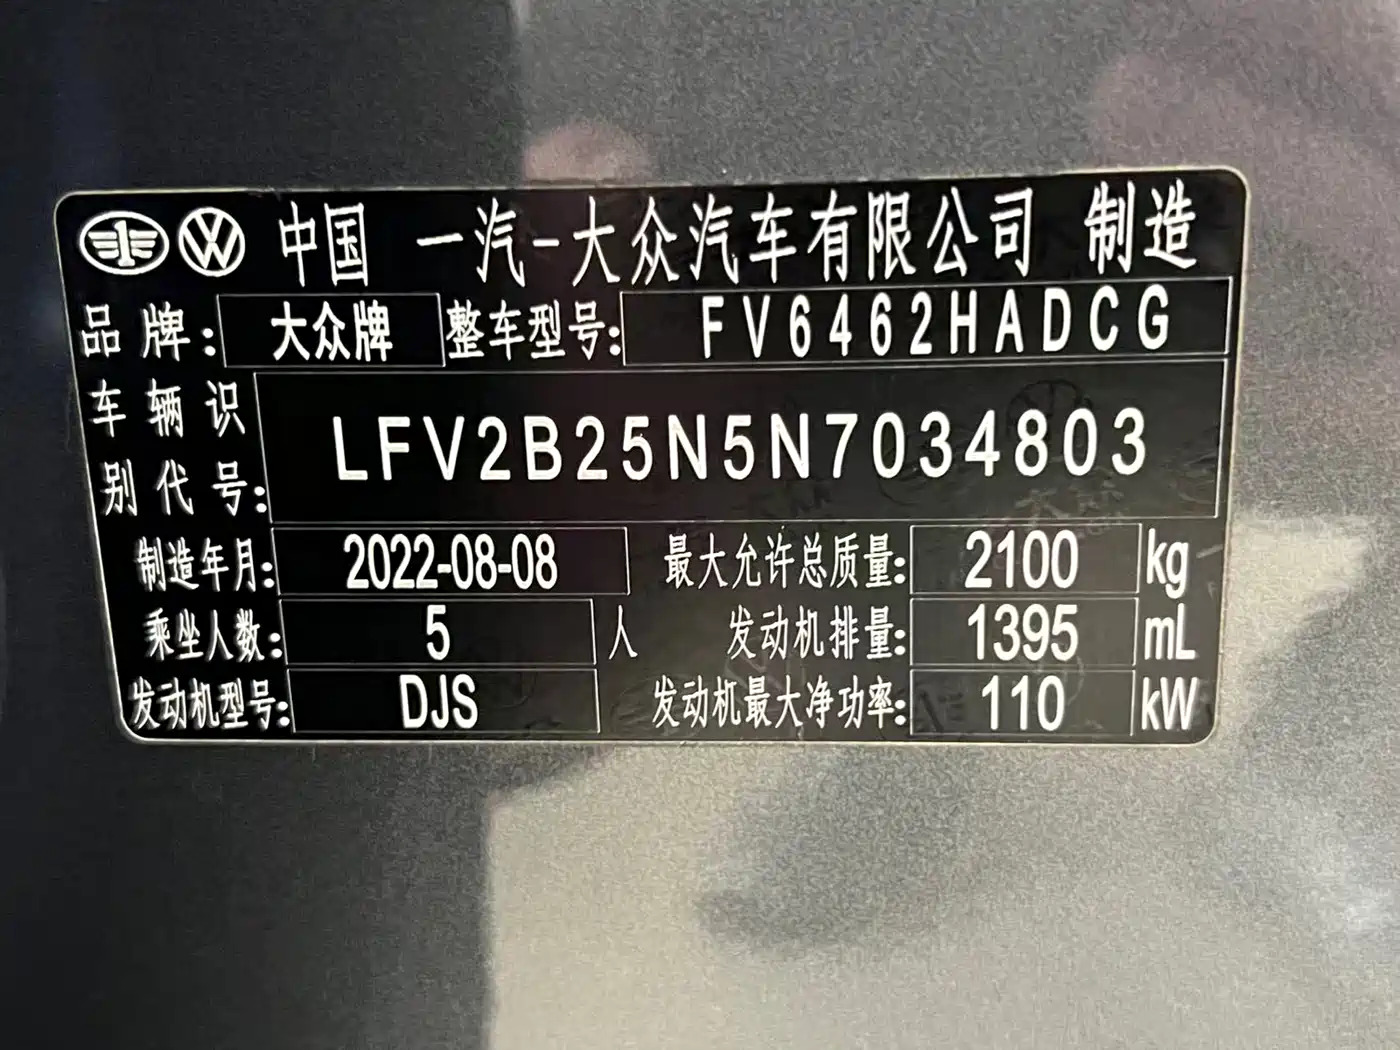 中国 一汽-大众汽车有限公司 制造
品牌: 大众牌 整车型号: FV6462HADCG
车辆识别代号: LFV2B25N5N7034803
制造年月: 2022-08-08 最大允许总质量: 2100 kg
乘坐人数: 5 人 发动机排量: 1395 mL
发动机型号: DJS 发动机最大净功率: 110 kW